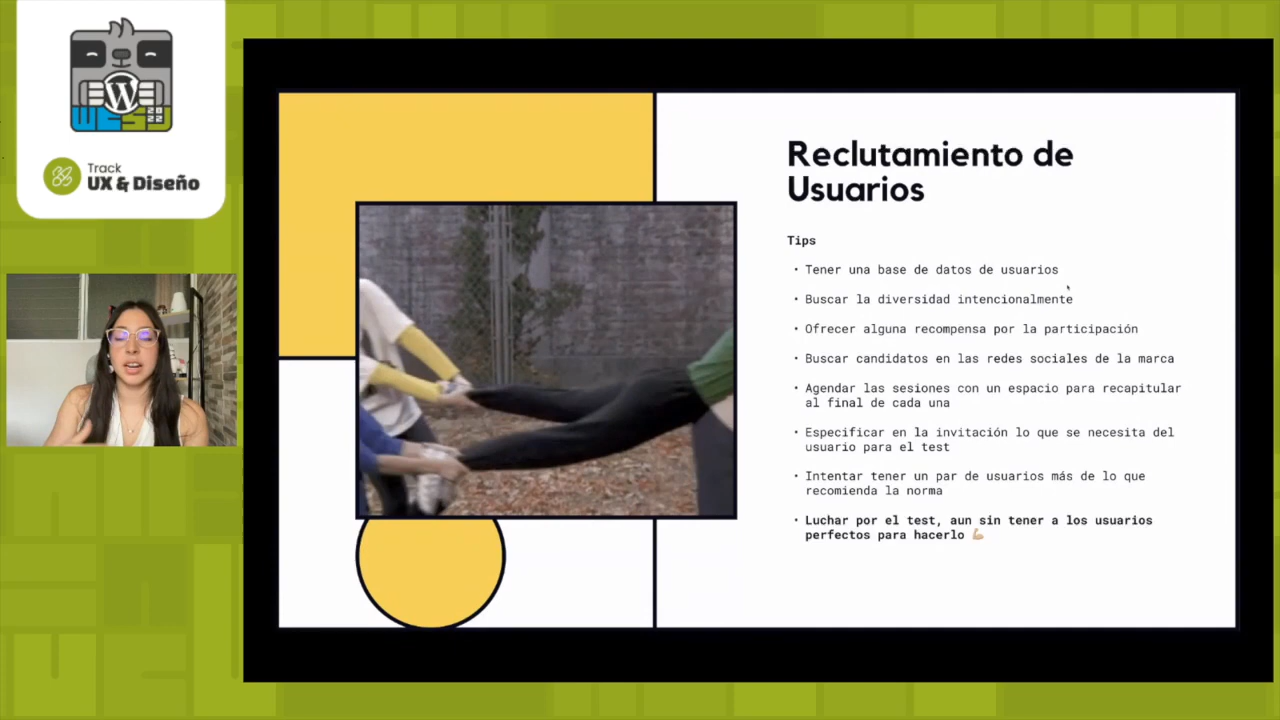 WESJ
2022
Track
UX & Diseño
Reclutamiento de
Usuarios
Tips
• Tener una base de datos de usuarios
• Buscar la diversidad intencionalmente
• Ofrecer alguna recompensa por la participación
• Buscar candidatos en las redes sociales de la marca
• Agendar las sesiones con un espacio para recapitular
al final de cada una
• Especificar en la invitación lo que se necesita del
usuario para el test
• Intentar tener un par de usuarios más de lo que
recomienda la norma
• Luchar por el test, aun sin tener a los usuarios
perfectos para hacerlo 💪🏼